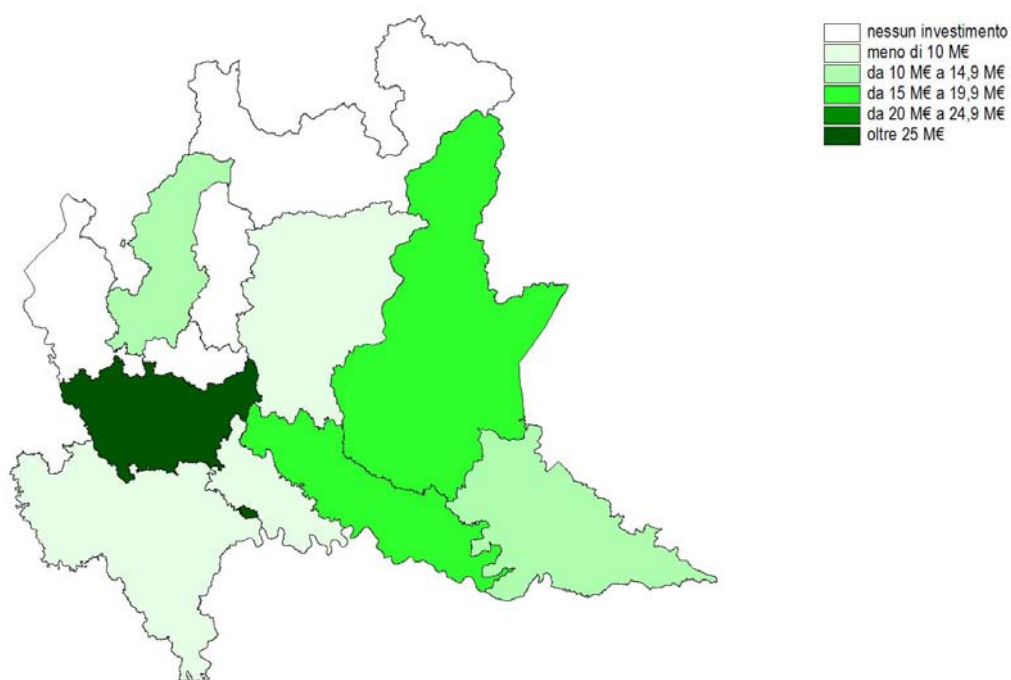 nessun investimento
meno di 10 M€
da 10 M€ a 14,9 M€
da 15 M€ a 19,9 M€
da 20 M€ a 24,9 M€
oltre 25 M€